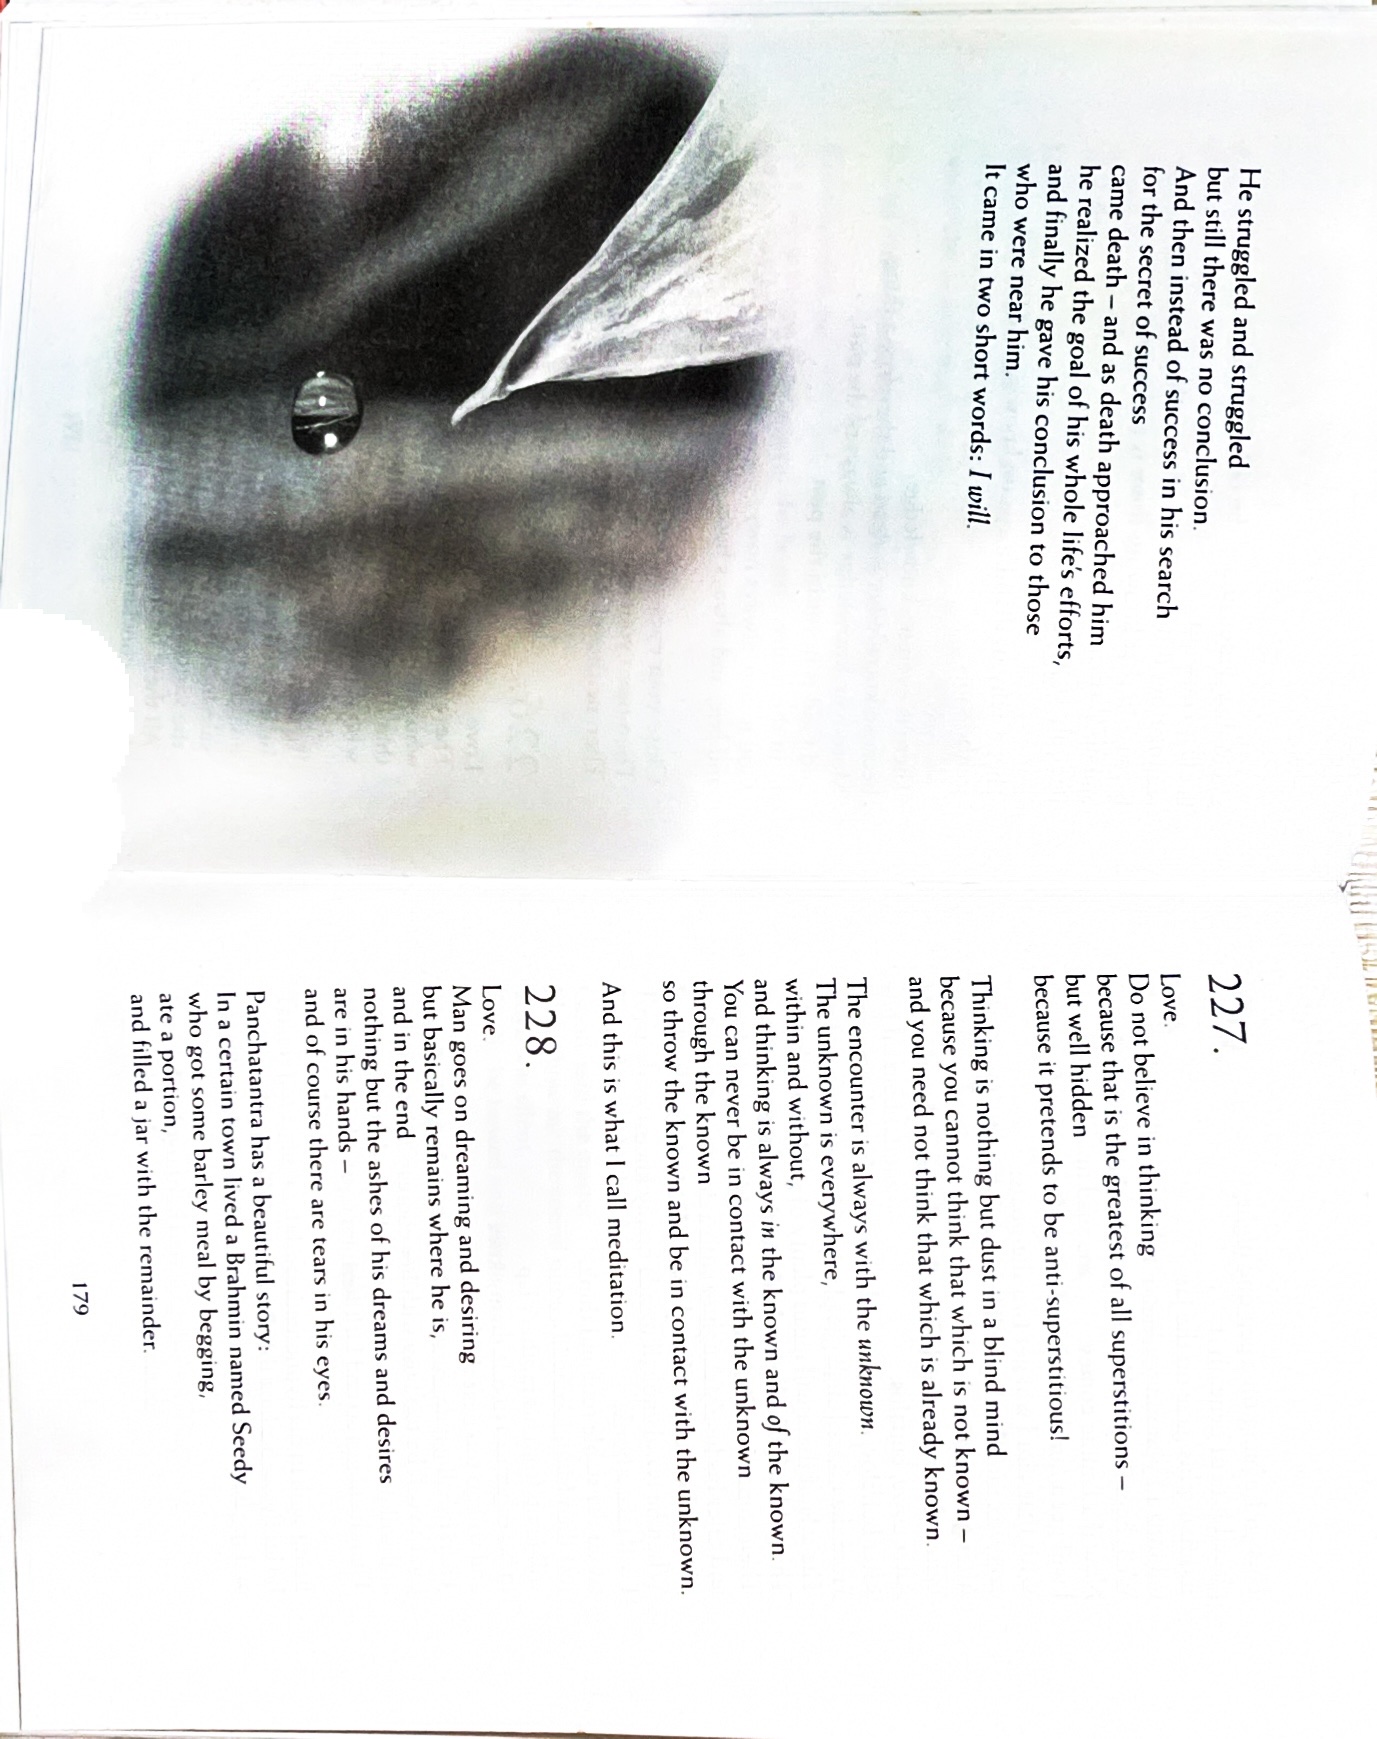 He struggled and struggled
but still there was no conclusion.
And then instead of success in his search
for the secret of success
came death – and as death approached him
he realized the goal of his whole life's efforts,
and finally he gave his conclusion to those
who were near him.
It came in two short words: I will.
227.
Love.
Do not believe in thinking
because that is the greatest of all superstitions –
but well hidden
because it pretends to be anti-superstitious!
Thinking is nothing but dust in a blind mind
because you cannot think that which is not known –
and you need not think that which is already known.
The encounter is always with the unknown.
The unknown is everywhere,
within and without,
and thinking is always in the known and of the known.
You can never be in contact with the unknown
through the known
so throw the known and be in contact with the unknown.
And this is what I call meditation.
228.
Love.
Man goes on dreaming and desiring
but basically remains where he is,
and in the end
nothing but the ashes of his dreams and desires
are in his hands –
and of course there are tears in his eyes.
Panchatantra has a beautiful story:
In a certain town lived a Brahmin named Seedy
who got some barley meal by begging,
ate a portion,
and filled a jar with the remainder.
179